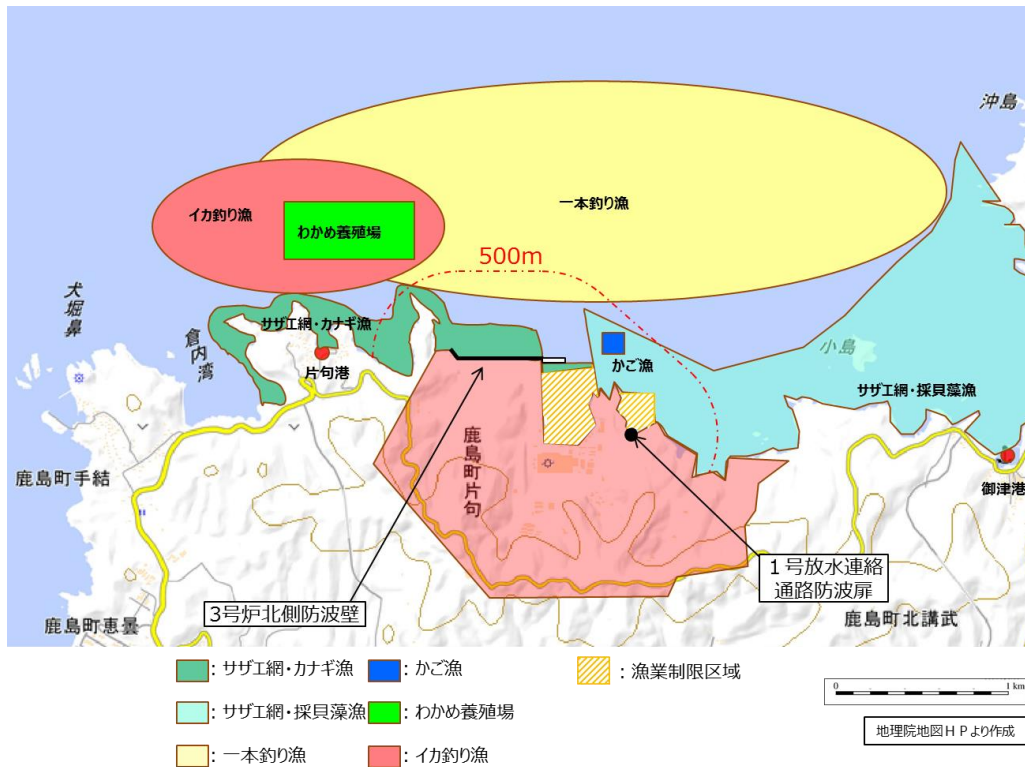 沖島
一本釣り漁
イカ釣り漁
わかめ養殖場
500m
犬堀鼻
倉内湾
サザエ網・カナギ漁
片句港
かご漁
小島
サザエ網・採貝藻漁
御津港
鹿島町手結
鹿島町片句
3号炉北側防波壁
1号放水連絡
通路防波扉
鹿島町恵曇
鹿島町北講武
:サザエ網・カナギ漁
:かご漁
:漁業制限区域
:サザエ網・採貝藻漁
:わかめ養殖場
:一本釣り漁
:イカ釣り漁
0 1 km
地理院地図HPより作成